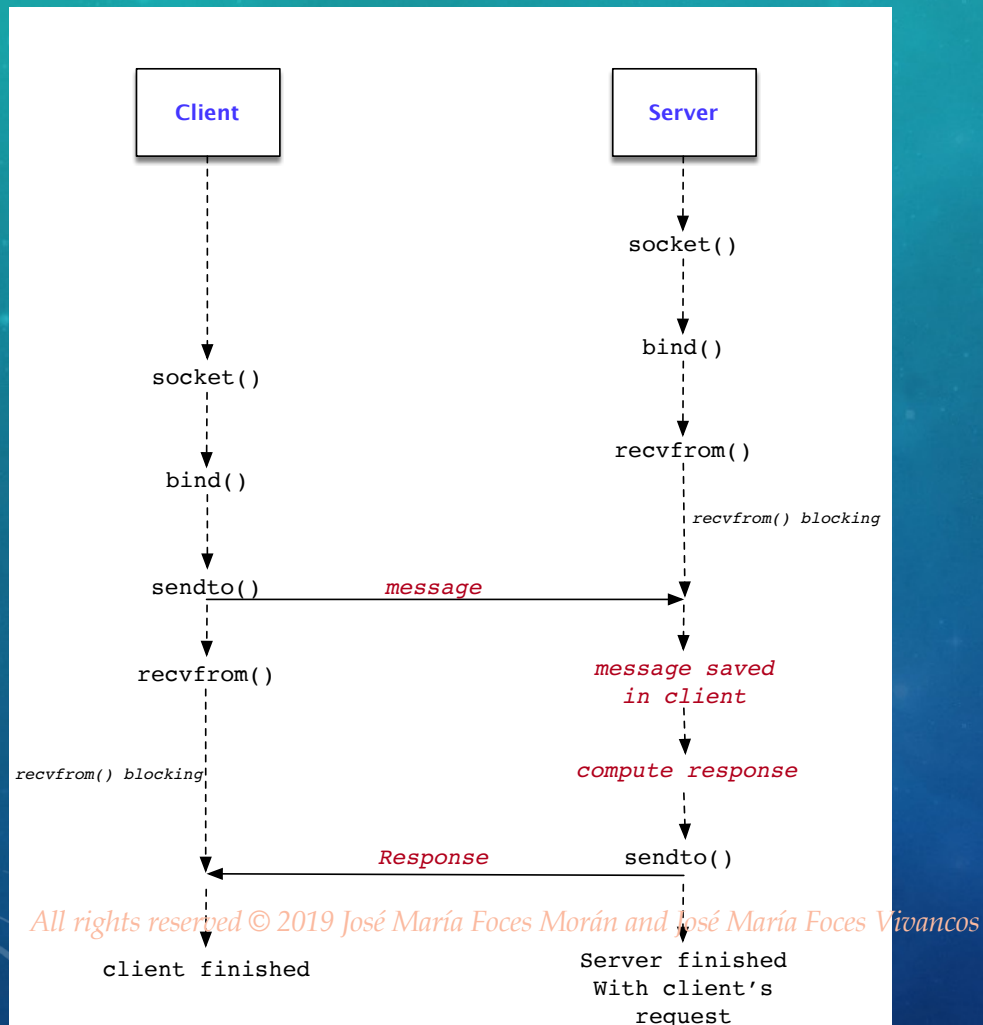 Client
Server
socket()
bind()
socket()
recvfrom()
bind()
recvfrom() blocking
sendto()
message
recvfrom()
message saved
in client
recvfrom() blocking
compute response
Response
sendto()
All rights reserved © 2019 José María Foces Morán and José María Foces Vivancos
client finished
Server finished
With client's
request